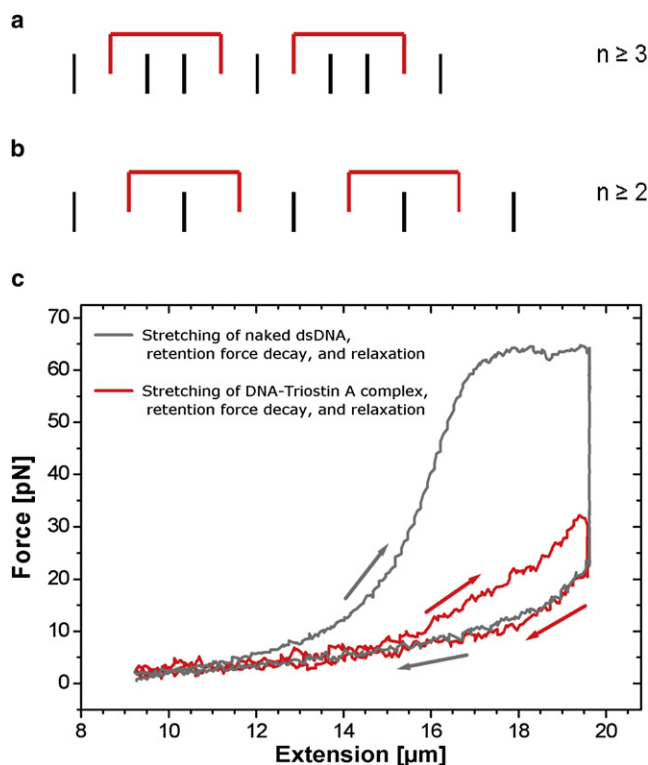 a
n ≥ 3
b
n ≥ 2
c
70
60
50
40
30
20
10
0
Force [pN]
Stretching of naked dsDNA,
retention force decay, and relaxation
Stretching of DNA-Triostin A complex,
retention force decay, and relaxation
8 10 12 14 16 18 20
Extension [µm]